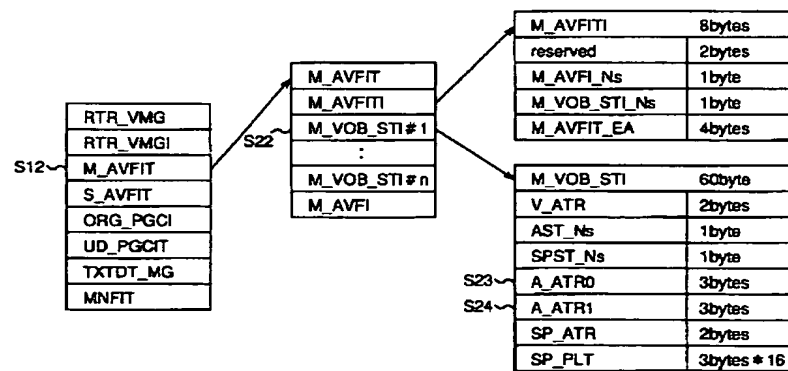 RTR_VMG
RTR_VMGI
S12 M_AVFIT
S_AVFIT
ORG_PGCI
UD_PGCIT
TXTDT_MG
MNFIT
M_AVFIT
M_AVFITI
S22 M_VOB_STI#1
:
M_VOB_STI#n
M_AVFI
M_AVFITI 8bytes
reserved 2bytes
M_AVFI_Ns 1byte
M_VOB_STI_Ns 1byte
M_AVFIT_EA 4bytes
M_VOB_STI 60byte
V_ATR 2bytes
AST_Ns 1byte
SPST_Ns 1byte
S23 A_ATR0 3bytes
S24 A_ATR1 3bytes
SP_ATR 2bytes
SP_PLT 3bytes*16